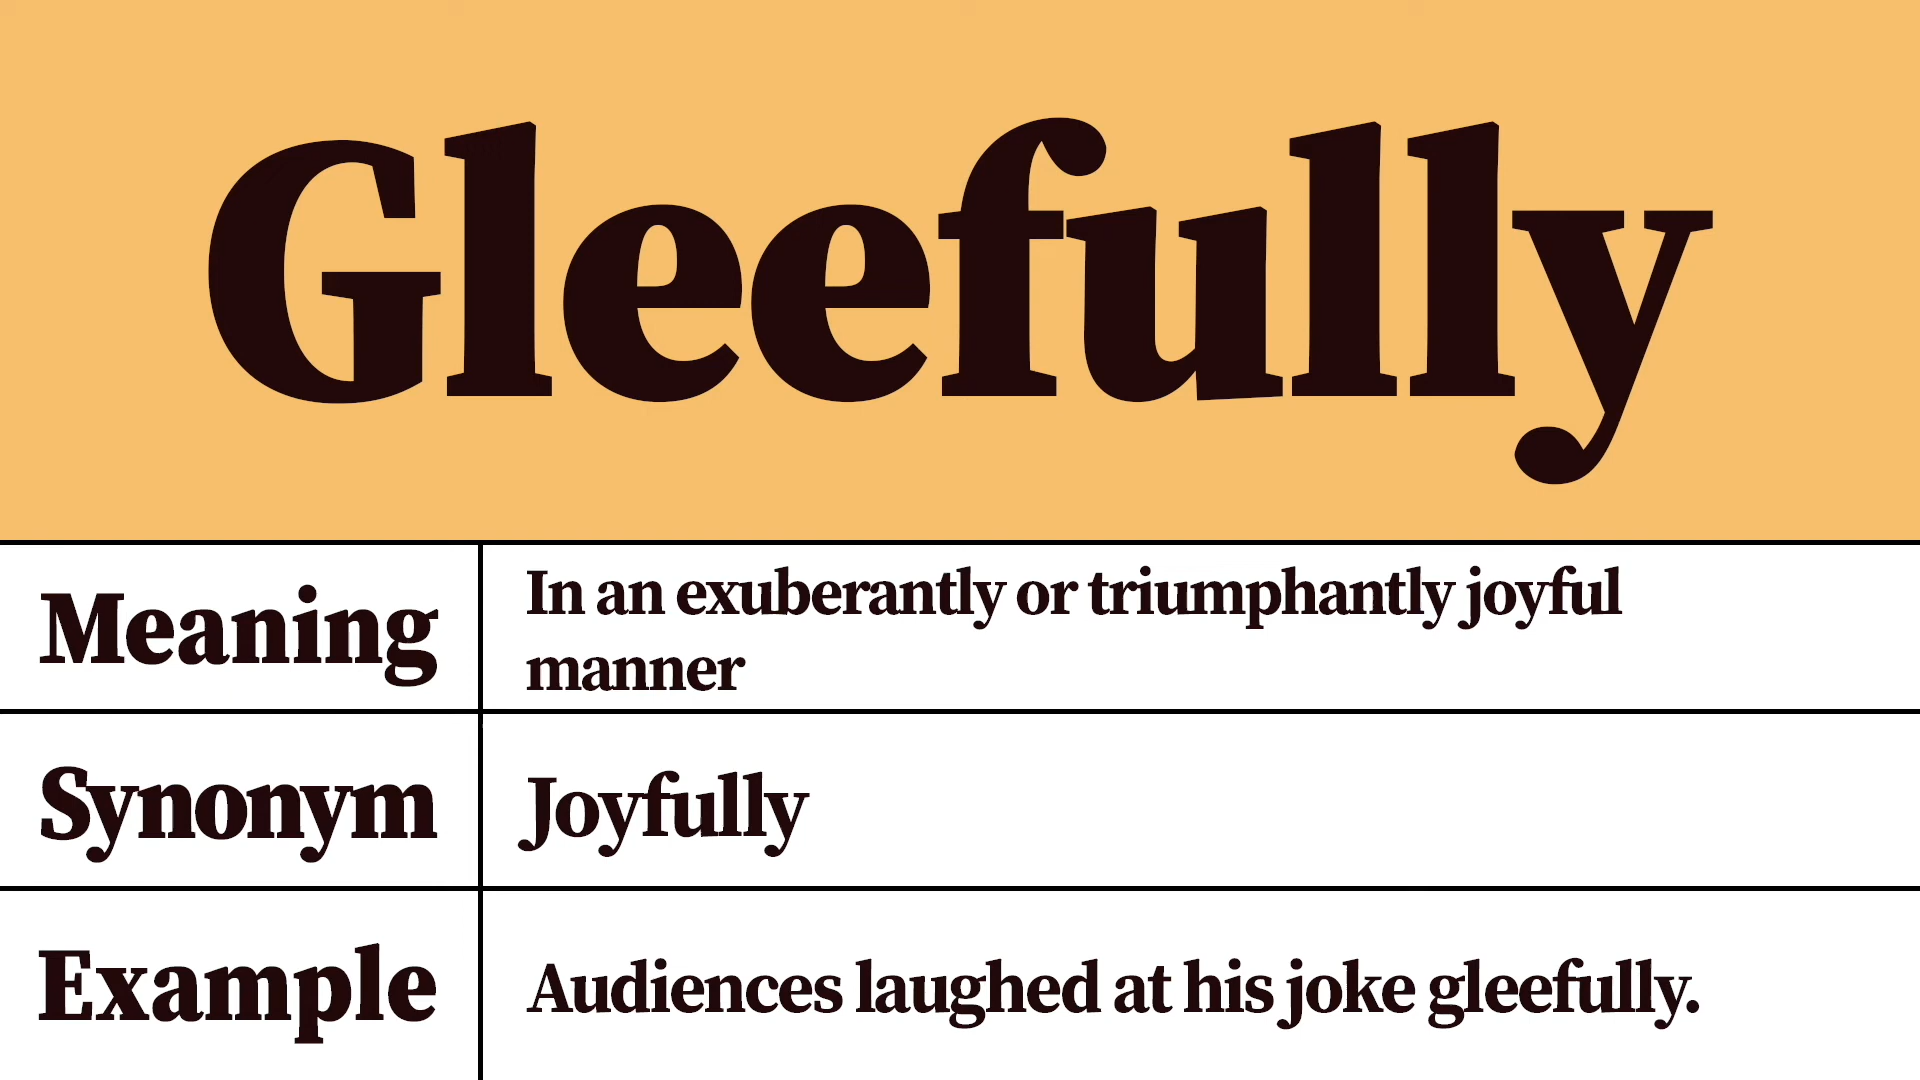 Gleefully
Meaning
In an exuberantly or triumphantly joyful
manner
Synonym
Joyfully
Example
Audiences laughed at his joke gleefully.